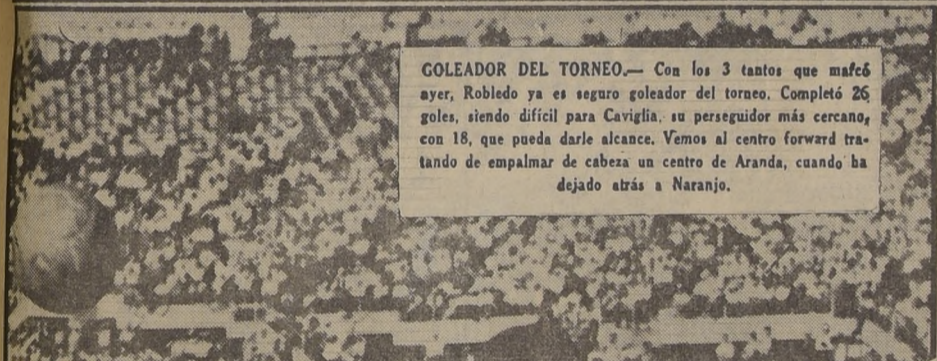 GOLEADOR DEL TORNEO.— Con los 3 tantos que marcó
ayer, Robledo ya es seguro goleador del torneo. Completó 26
goles, siendo difícil para Caviglia, su perseguidor más cercano,
con 18, que pueda darle alcance. Vemos al centro forward tra-
tando de empalmar de cabeza un centro de Aranda, cuando ha
dejado atrás a Naranjo.